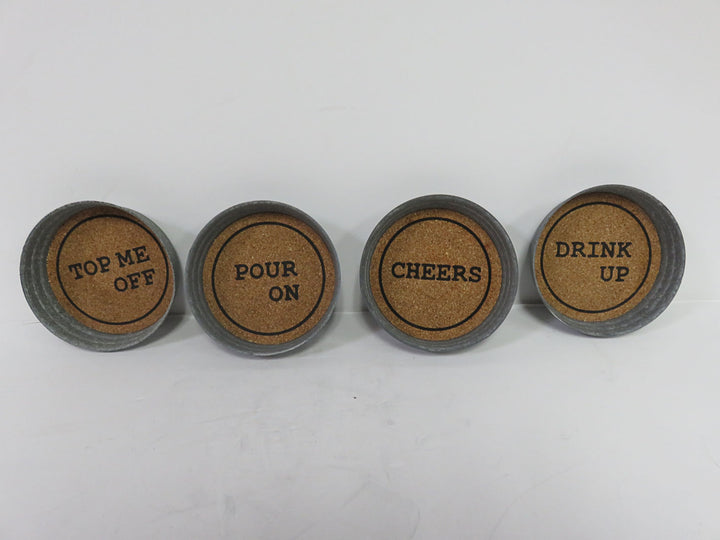 TOP ME
OFF
POUR
ON
CHEERS
DRINK
UP